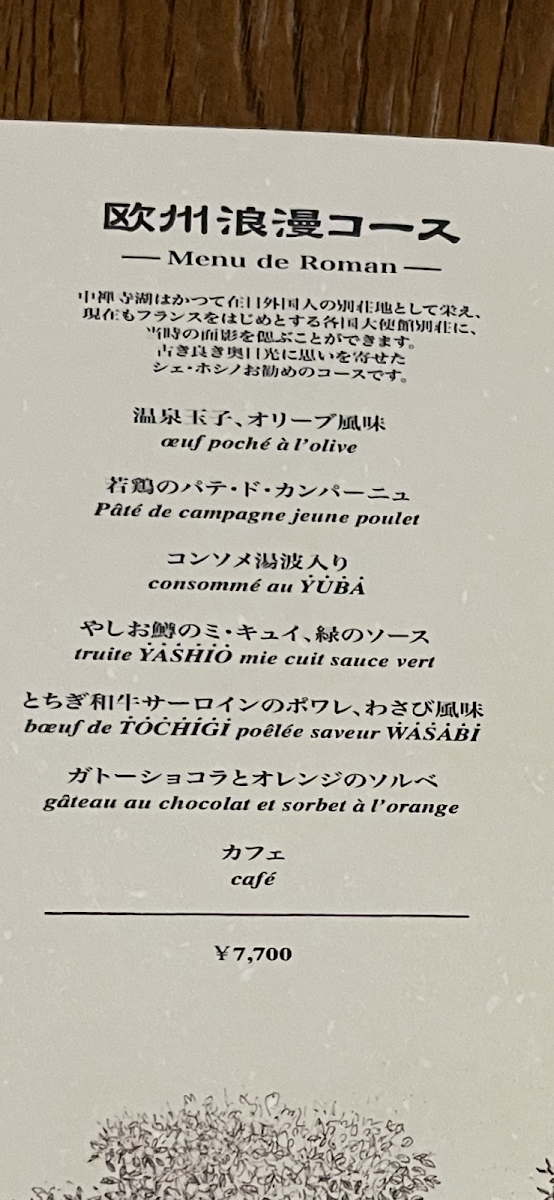 欧州浪漫コース
— Menu de Roman —
中禅寺湖はかつて在日外国人の別荘地として栄え、
現在もフランスをはじめとする各国大使館別荘に、
当時の面影を偲ぶことができます。
古き良き奥日光に思いを寄せた
シェ・ホシノお勧めのコースです。
温泉玉子、オリーブ風味
œuf poché à l'olive
若鶏のパテ・ド・カンパーニュ
Pâté de campagne jeune poulet
コンソメ湯波入り
consommé au ẎU̇ḂȦ
やしお鱒のミ・キュイ、緑のソース
truite ẎȦṠḢİȮ mie cuit sauce vert
とちぎ和牛サーロインのポワレ、わさび風味
bœuf de ṪȮĊḢİĠİ poêlée saveur ẆȦṠȦḂİ
ガトーショコラとオレンジのソルベ
gâteau au chocolat et sorbet à l'orange
カフェ
café
¥7,700